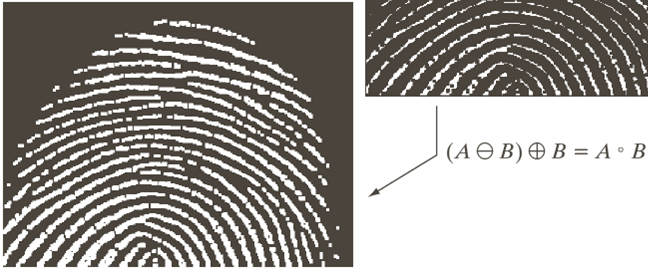 (A ⊖ B) ⊕ B = A ∘ B